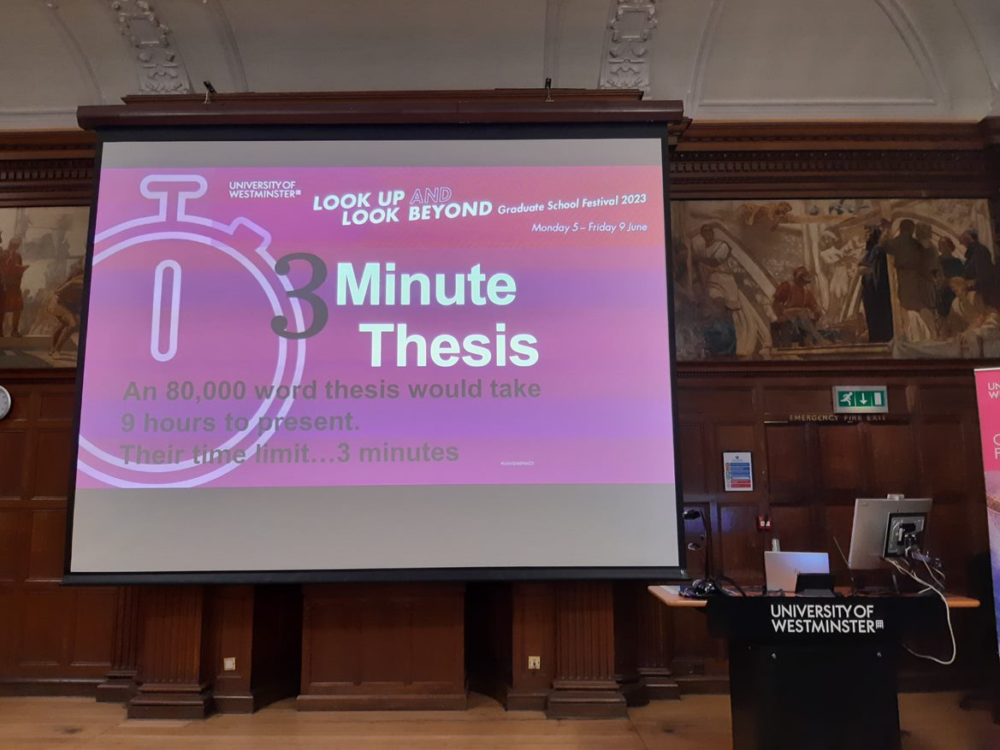 UNIVERSITY OF
WESTMINSTER
LOOK UP AND
LOOK BEYOND
Graduate School Festival 2023
Monday 5 – Friday 9 June
3 Minute
Thesis
An 80,000 word thesis would take
9 hours to present.
Their time limit...3 minutes
EMERGENCY FIRE EXIT
UNIVERSITY OF
WESTMINSTER